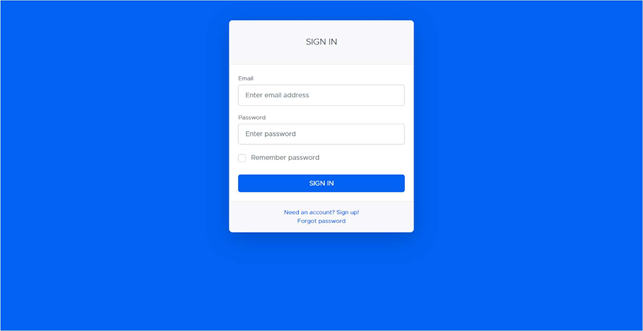 SIGN IN
Email
Enter email address
Password
Enter password
Remember password
SIGN IN
Need an account? Sign up!
Forgot password